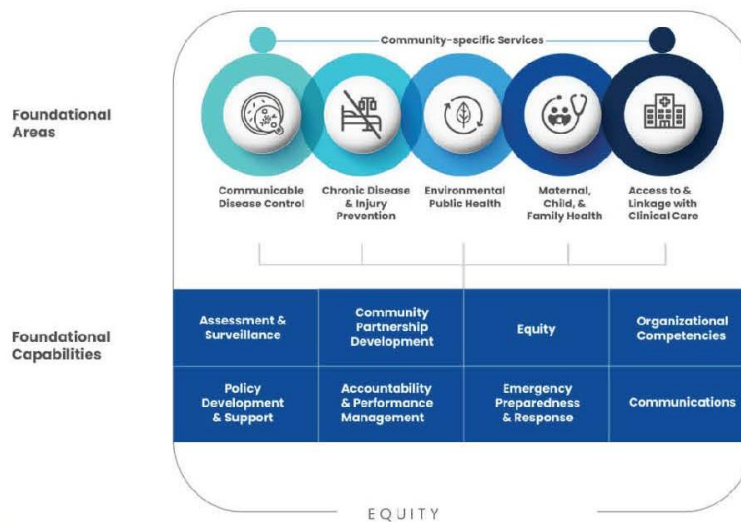 Community-specific Services
Foundational
Areas
Communicable
Disease Control
Chronic Disease
& Injury
Prevention
Environmental
Public Health
Maternal,
Child, &
Family Health
Access to &
Linkage with
Clinical Care
Foundational
Capabilities
Assessment &
Surveillance
Community
Partnership
Development
Equity
Organizational
Competencies
Policy
Development
& Support
Accountability
& Performance
Management
Emergency
Preparedness
& Response
Communications
EQUITY